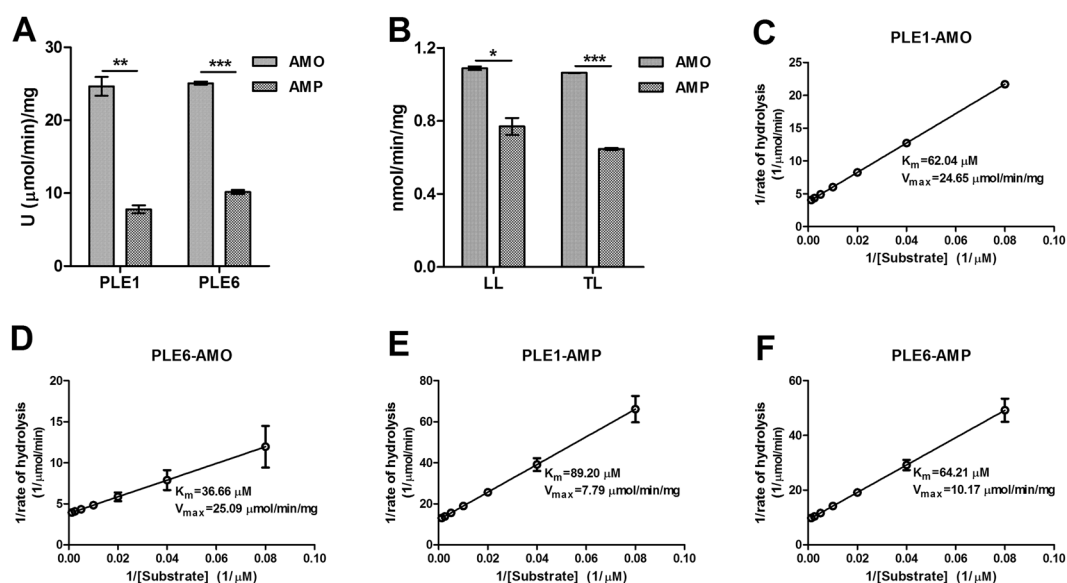 A
U (μmol/min)/mg
30
20
10
0
**
***
AMO
AMP
PLE1
PLE6
B
nmol/min/mg
1.2
0.8
0.4
0.0
*
***
AMO
AMP
LL
TL
C
PLE1-AMO
1/rate of hydrolysis
(1/μmol/min)
25
20
15
10
5
0
Km=62.04 μM
Vmax=24.65 μmol/min/mg
0.00
0.02
0.04
0.06
0.08
0.10
1/[Substrate] (1/μM)
D
PLE6-AMO
1/rate of hydrolysis
(1/μmol/min)
20
15
10
5
0
Km=36.66 μM
Vmax=25.09 μmol/min/mg
0.00
0.02
0.04
0.06
0.08
0.10
1/[Substrate] (1/μM)
E
PLE1-AMP
1/rate of hydrolysis
(1/μmol/min)
80
60
40
20
0
Km=89.20 μM
Vmax=7.79 μmol/min/mg
0.00
0.02
0.04
0.06
0.08
0.10
1/[Substrate] (1/μM)
F
PLE6-AMP
1/rate of hydrolysis
(1/μmol/min)
60
40
20
0
Km=64.21 μM
Vmax=10.17 μmol/min/mg
0.00
0.02
0.04
0.06
0.08
0.10
1/[Substrate] (1/μM)